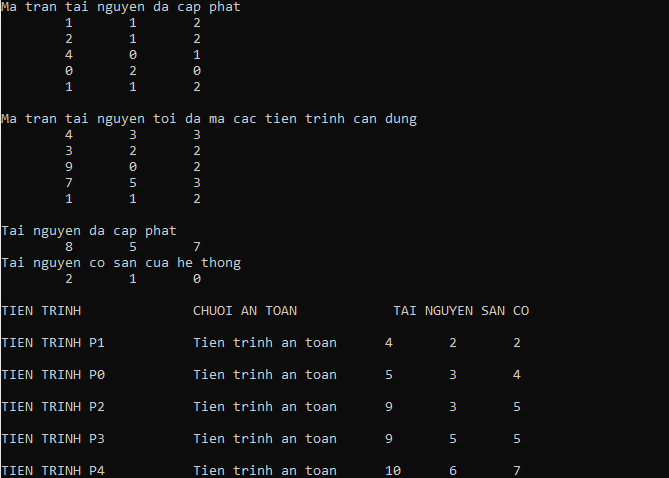 Ma tran tai nguyen da cap phat
1 1 2
2 1 2
4 0 1
0 2 0
1 1 2
Ma tran tai nguyen toi da ma cac tien trinh can dung
4 3 3
3 2 2
9 0 2
7 5 3
1 1 2
Tai nguyen da cap phat
8 5 7
Tai nguyen co san cua he thong
2 1 0
TIEN TRINH CHUOI AN TOAN TAI NGUYEN SAN CO
TIEN TRINH P1 Tien trinh an toan 4 2 2
TIEN TRINH P0 Tien trinh an toan 5 3 4
TIEN TRINH P2 Tien trinh an toan 9 3 5
TIEN TRINH P3 Tien trinh an toan 9 5 5
TIEN TRINH P4 Tien trinh an toan 10 6 7